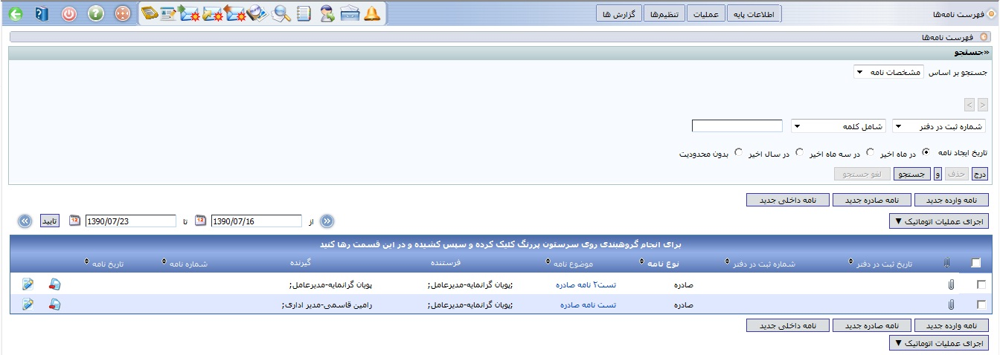 فهرست نامه‌ها اطلاعات پایه عملیات تنظیم‌ها گزارش ها
فهرست نامه‌ها
«جستجو
جستجو بر اساس مشخصات نامه
< >
شماره ثبت در دفتر شامل کلمه
تاریخ ایجاد نامه در ماه اخیر در سه ماه اخیر در سال اخیر بدون محدودیت
درج حذف و جستجو لغو جستجو
نامه وارده جدید نامه صادره جدید نامه داخلی جدید
اجرای عملیات اتوماتیک ▼ از 1390/07/16 تا 1390/07/23 تایید
برای انجام گروهبندی روی سرستون پررنگ کلیک کرده و سپس کشیده و در این قسمت رها کنید
تاریخ ثبت در دفتر شماره ثبت در دفتر نوع نامه موضوع نامه فرستنده گیرنده شماره نامه تاریخ نامه
صادره تست۲ نامه صادره ;پویان گرانمایه-مدیرعامل; پویان گرانمایه-مدیرعامل;
صادره تست نامه صادره ;پویان گرانمایه-مدیرعامل; رامین قاسمی-مدیر اداری;
نامه وارده جدید نامه صادره جدید نامه داخلی جدید
اجرای عملیات اتوماتیک ▼